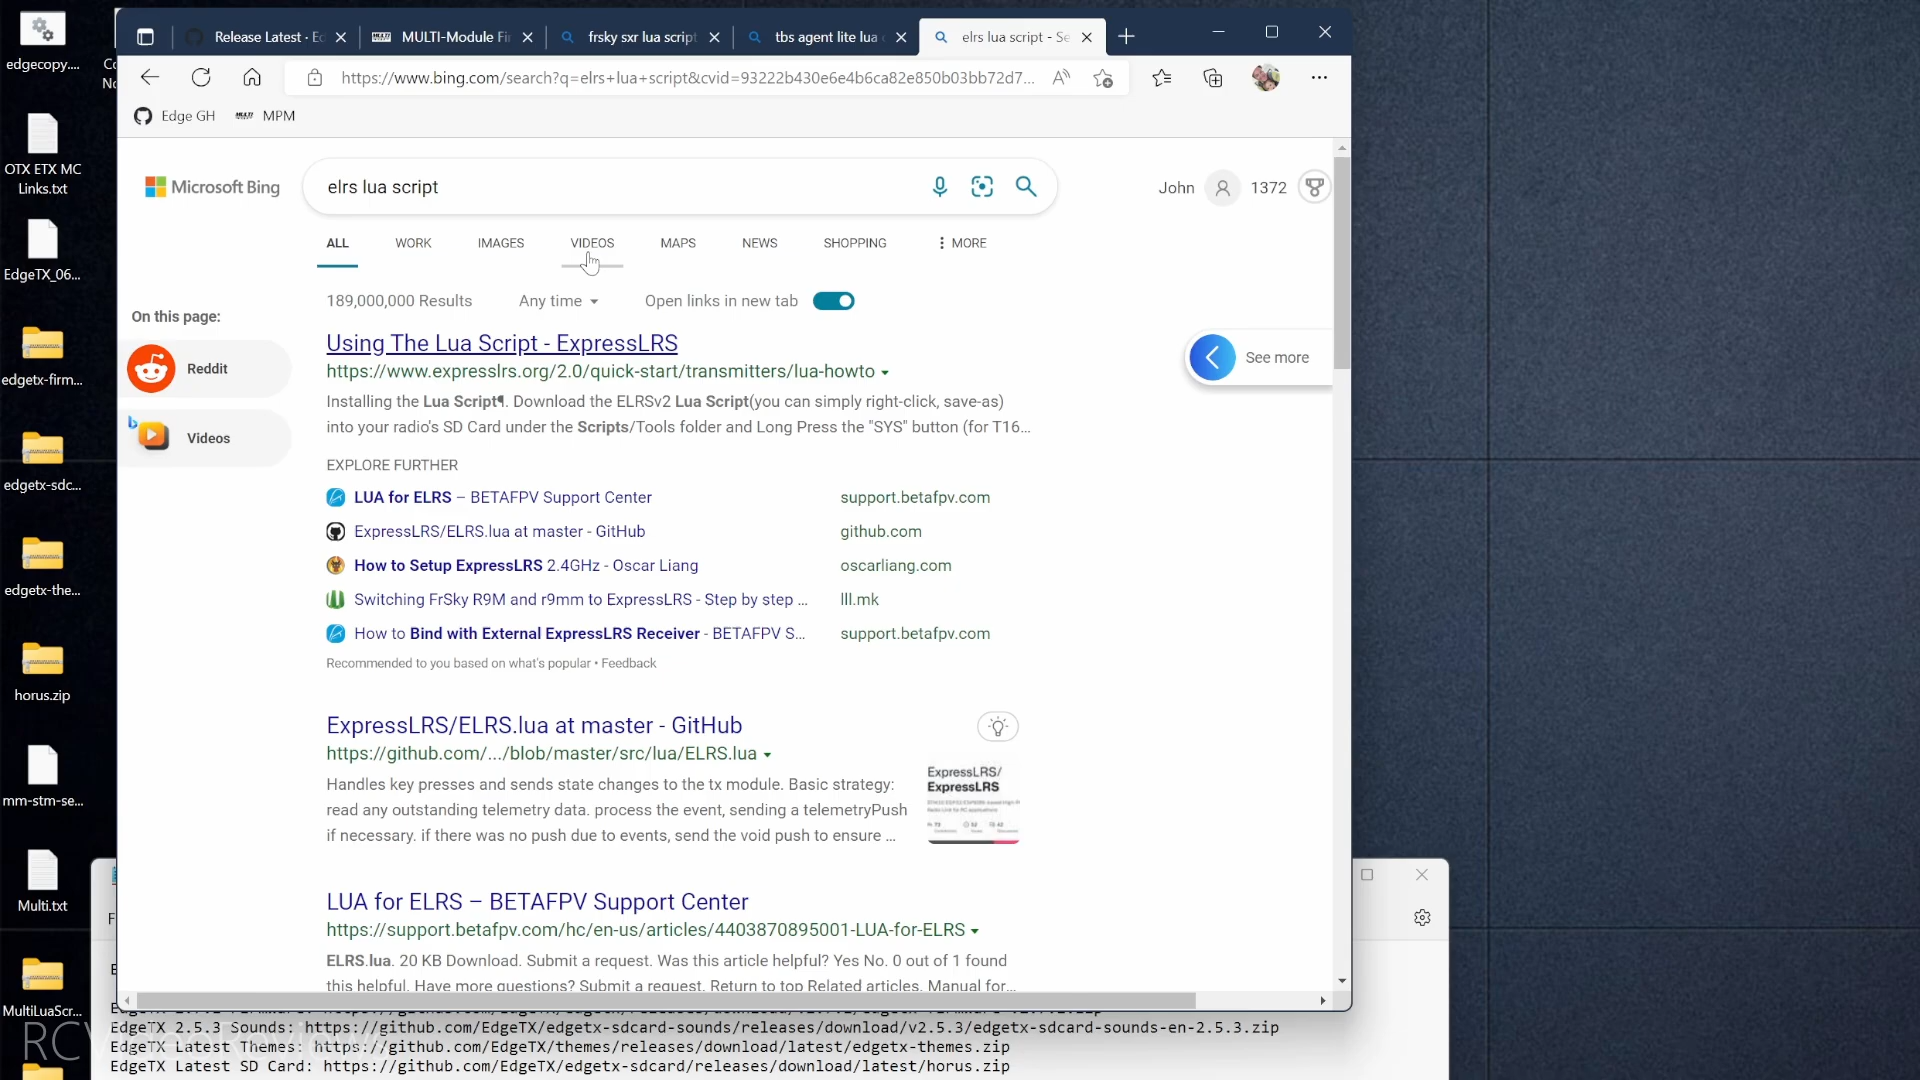 edgecopy....
OTX ETX MC
Links.txt
EdgeTX_06...
edgetx-firm...
edgetx-sdc...
edgetx-the...
horus.zip
mm-stm-se...
Multi.txt
MultiLuaScr...
Release Latest · E
MULTI-Module Fi
frsky sxr lua script
tbs agent lite lua
elrs lua script - Se
https://www.bing.com/search?q=elrs+lua+script&cvid=93222b430e6e4b6ca82e850b03bb72d7...
Edge GH
MPM
Microsoft Bing
elrs lua script
John
1372
ALL
WORK
IMAGES
VIDEOS
MAPS
NEWS
SHOPPING
MORE
189,000,000 Results
Any time
Open links in new tab
On this page:
Reddit
Videos
Using The Lua Script - ExpressLRS
https://www.expresslrs.org/2.0/quick-start/transmitters/lua-howto
Installing the Lua Script¶. Download the ELRSv2 Lua Script(you can simply right-click, save-as)
into your radio's SD Card under the Scripts/Tools folder and Long Press the "SYS" button (for T16...
See more
EXPLORE FURTHER
LUA for ELRS – BETAFPV Support Center support.betafpv.com
ExpressLRS/ELRS.lua at master - GitHub github.com
How to Setup ExpressLRS 2.4GHz - Oscar Liang oscarliang.com
Switching FrSky R9M and r9mm to ExpressLRS - Step by step ... lll.mk
How to Bind with External ExpressLRS Receiver - BETAFPV S... support.betafpv.com
Recommended to you based on what's popular • Feedback
ExpressLRS/ELRS.lua at master - GitHub
https://github.com/.../blob/master/src/lua/ELRS.lua
Handles key presses and sends state changes to the tx module. Basic strategy:
read any outstanding telemetry data. process the event, sending a telemetryPush
if necessary. if there was no push due to events, send the void push to ensure ...
ExpressLRS/
ExpressLRS
LUA for ELRS – BETAFPV Support Center
https://support.betafpv.com/hc/en-us/articles/4403870895001-LUA-for-ELRS
ELRS.lua. 20 KB Download. Submit a request. Was this article helpful? Yes No. 0 out of 1 found
this helpful. Have more questions? Submit a request. Return to top Related articles. Manual for...
EdgeTX 2.5.3 Sounds: https://github.com/EdgeTX/edgetx-sdcard-sounds/releases/download/v2.5.3/edgetx-sdcard-sounds-en-2.5.3.zip
EdgeTX Latest Themes: https://github.com/EdgeTX/themes/releases/download/latest/edgetx-themes.zip
EdgeTX Latest SD Card: https://github.com/EdgeTX/edgetx-sdcard/releases/download/latest/horus.zip
RCVideoReviews